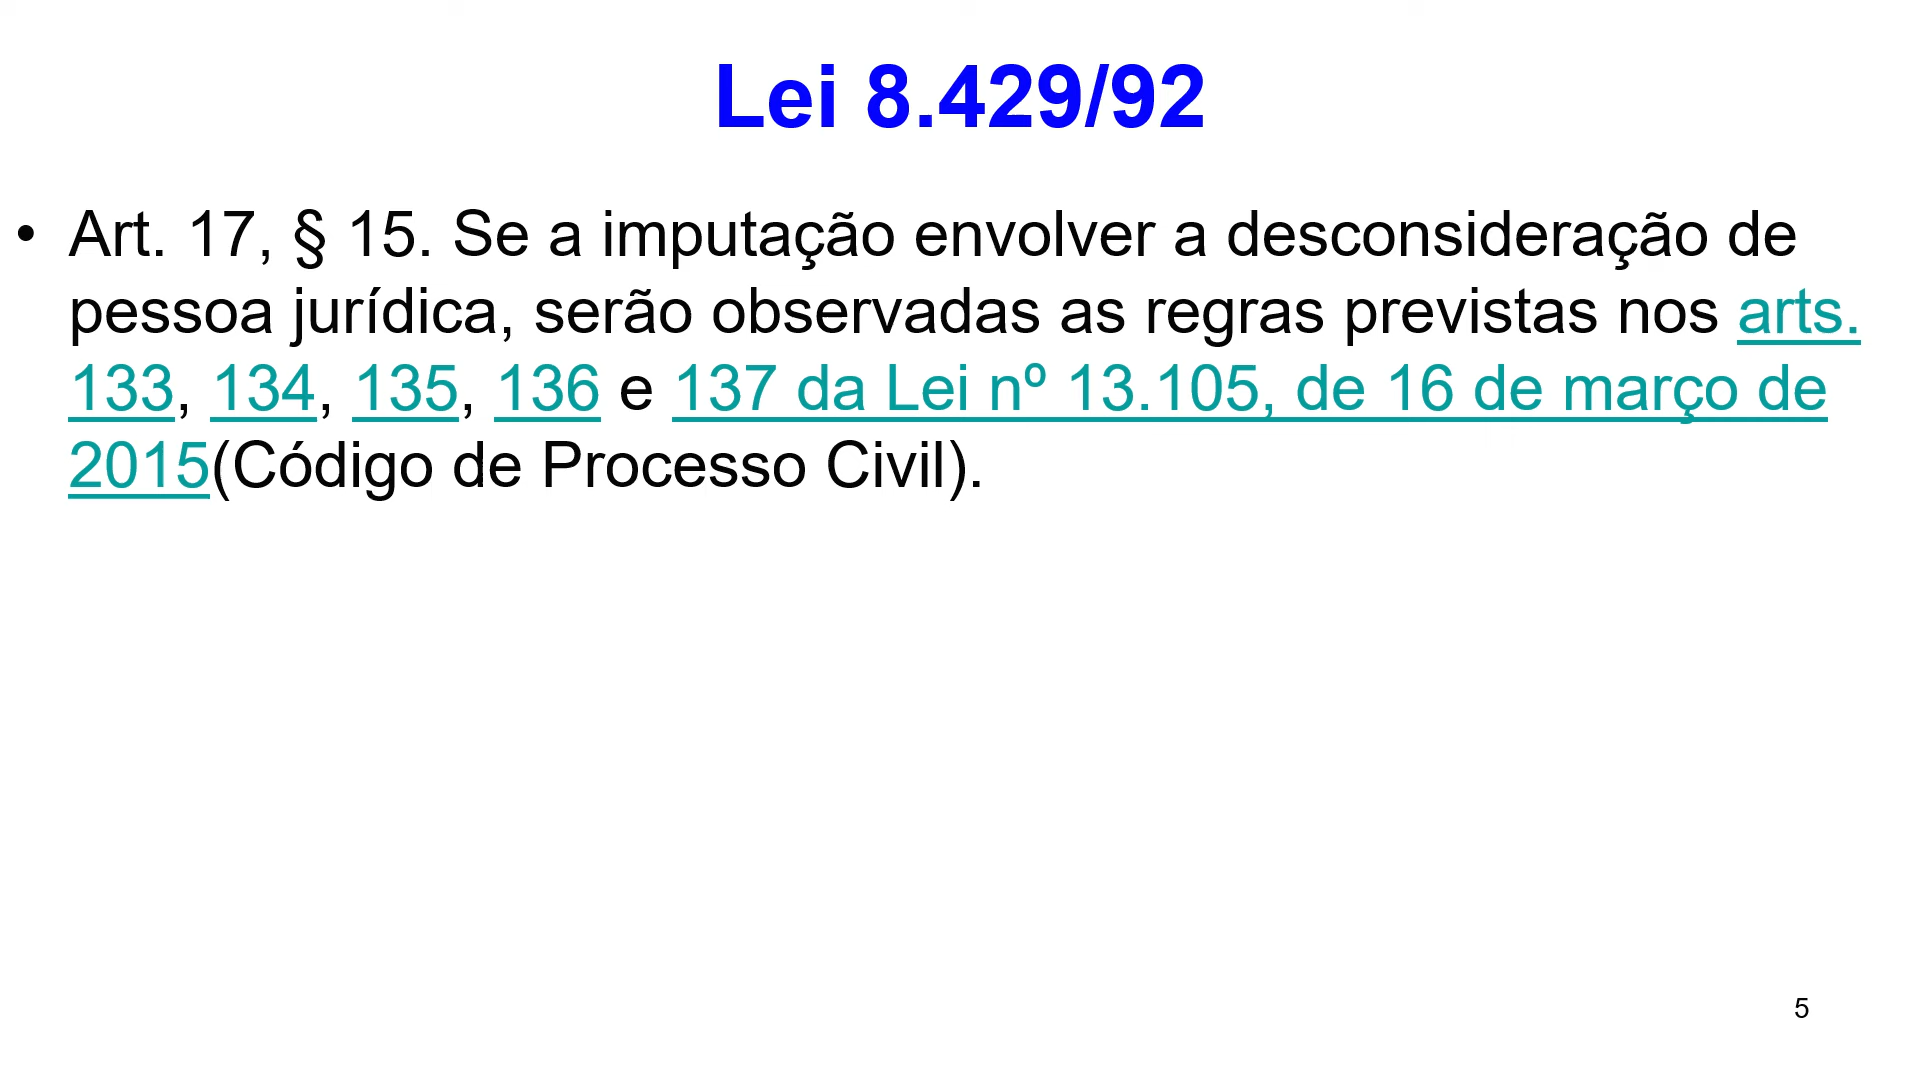 Lei 8.429/92
• Art. 17, § 15. Se a imputação envolver a desconsideração de
pessoa jurídica, serão observadas as regras previstas nos arts.
133, 134, 135, 136 e 137 da Lei nº 13.105, de 16 de março de
2015(Código de Processo Civil).
5